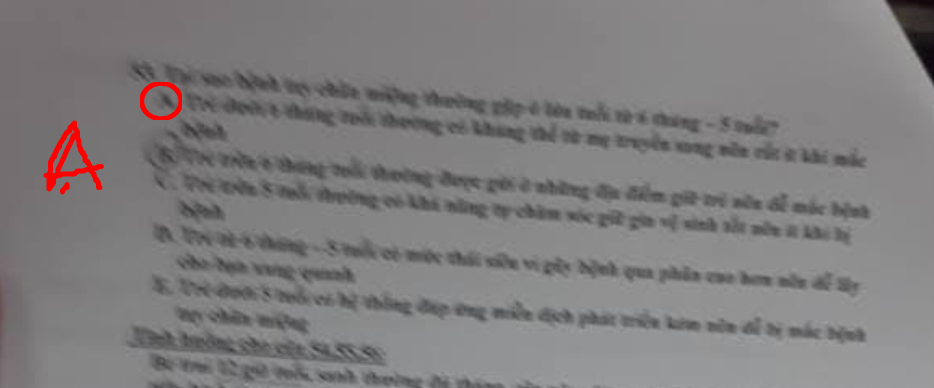 Tại sao bệnh tay chân miệng thường gặp ở lứa tuổi từ 6 tháng – 5 tuổi?
A. Trẻ dưới 6 tháng tuổi thường có kháng thể từ mẹ truyền sang nên rất ít khi mắc
bệnh
A
B. Trẻ trên 6 tháng tuổi thường được gửi ở những địa điểm giữ trẻ nên dễ mắc bệnh
C. Trẻ trên 5 tuổi thường có khả năng tự chăm sóc giữ gìn vệ sinh tốt nên ít khi bị
bệnh
D. Trẻ từ 6 tháng – 5 tuổi có mức thải siêu vi gây bệnh qua phân cao hơn nên dễ lây
cho bạn xung quanh
E. Trẻ dưới 5 tuổi có hệ thống đáp ứng miễn dịch phát triển kém nên dễ bị mắc bệnh
tay chân miệng
Tình huống cho câu
Bé trai 12 giờ tuổi, sanh thường đủ tháng